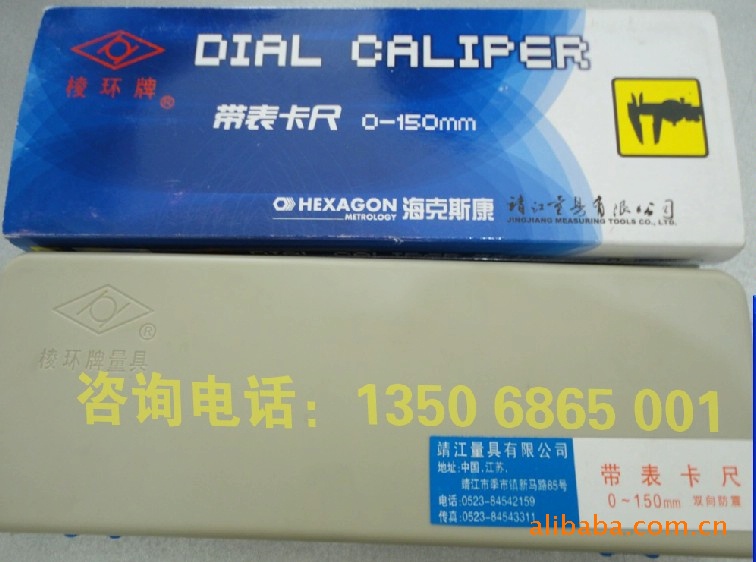 DIAL CALIPER
棱环牌®
带表卡尺 0-150mm
HEXAGON METROLOGY 海克斯康
靖江量具有限公司
JINGJIANG MEASURING TOOLS CO., LTD.
DIAL CALIPER
®
棱环牌量具
咨询电话：1350 6865 001
靖江量具有限公司
地址:中国.江苏.
靖江市季市镇新马路85号
电话:0523-84542159
传真:0523-84543311
带表卡尺
0~150mm 双向防震
alibaba.com.cn